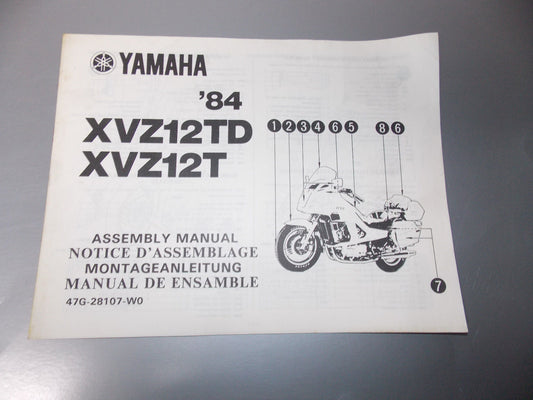 YAMAHA
'84
XVZ12TD
XVZ12T
1 2 3 4 6 5 8 6
7
ASSEMBLY MANUAL
NOTICE D'ASSEMBLAGE
MONTAGEANLEITUNG
MANUAL DE ENSAMBLE
47G-28107-W0